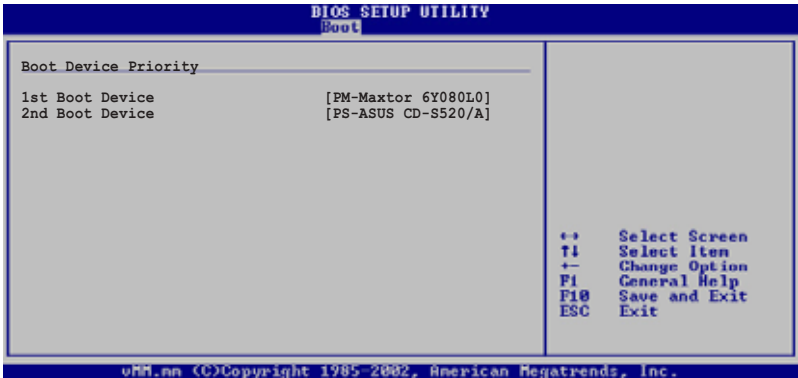 BIOS SETUP UTILITY
Boot
Boot Device Priority
1st Boot Device [PM-Maxtor 6Y080L0]
2nd Boot Device [PS-ASUS CD-S520/A]
←→ Select Screen
↑↓ Select Item
+- Change Option
F1 General Help
F10 Save and Exit
ESC Exit
vMM.mm (C)Copyright 1985-2002, American Megatrends, Inc.